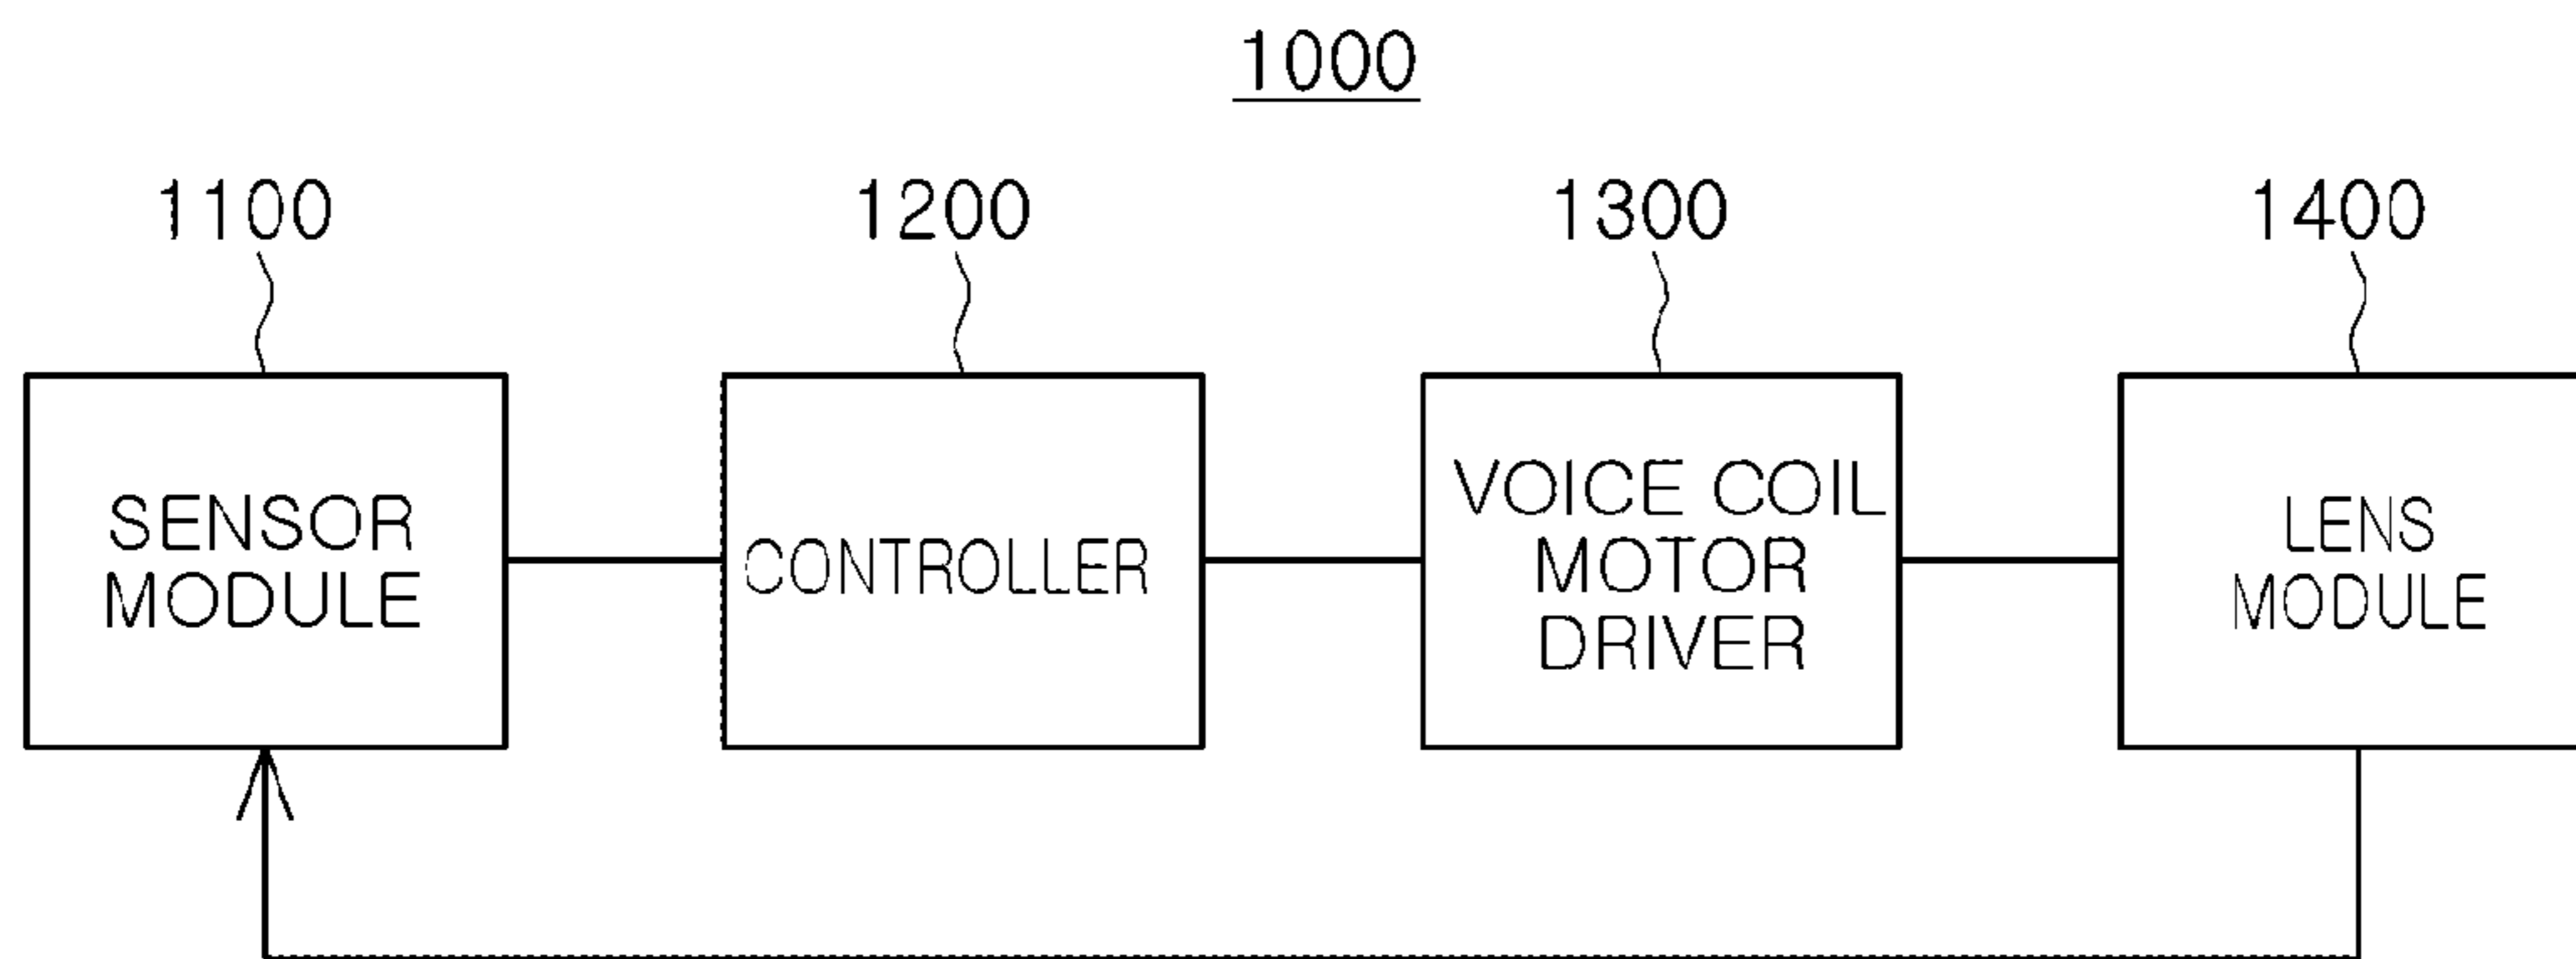 1000
1100
1200
1300
1400
SENSOR
MODULE
CONTROLLER
VOICE COIL
MOTOR
DRIVER
LENS
MODULE